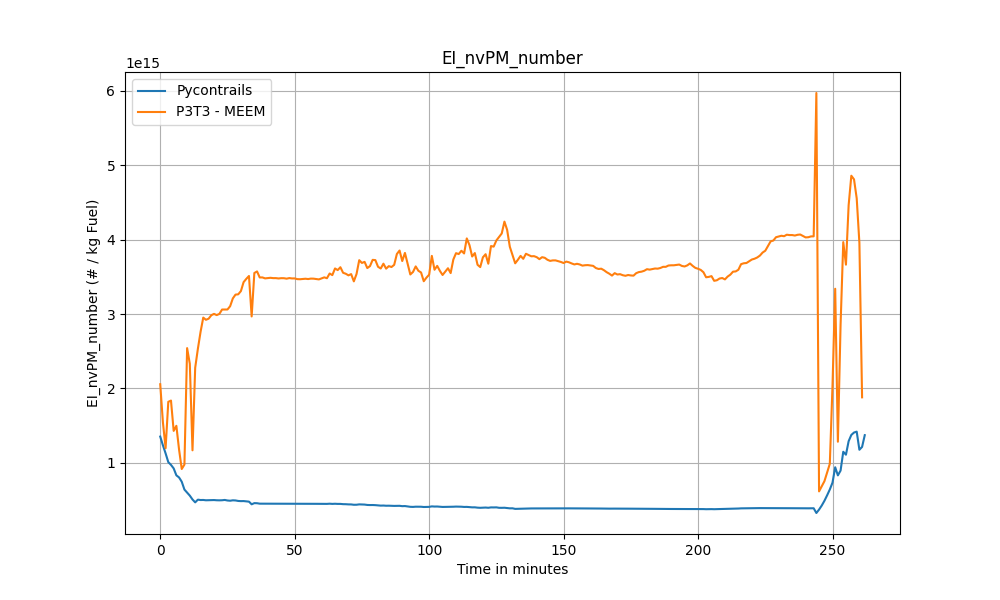 EI_nvPM_number
1e15
Pycontrails
P3T3 - MEEM
6
5
4
3
2
1
EI_nvPM_number (# / kg Fuel)
0 50 100 150 200 250
Time in minutes